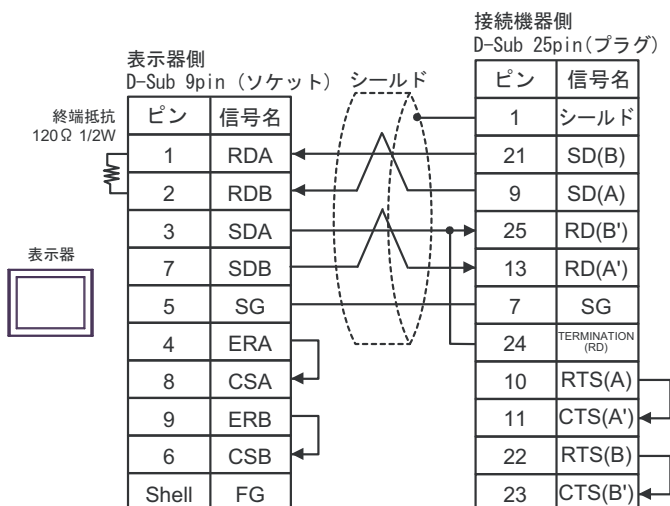 接続機器側
D-Sub 25pin(プラグ)
表示器側
D-Sub 9pin (ソケット)
シールド
終端抵抗
120Ω 1/2W
表示器
ピン 信号名
1 RDA
2 RDB
3 SDA
7 SDB
5 SG
4 ERA
8 CSA
9 ERB
6 CSB
Shell FG
ピン 信号名
1 シールド
21 SD(B)
9 SD(A)
25 RD(B')
13 RD(A')
7 SG
24 TERMINATION
(RD)
10 RTS(A)
11 CTS(A')
22 RTS(B)
23 CTS(B')